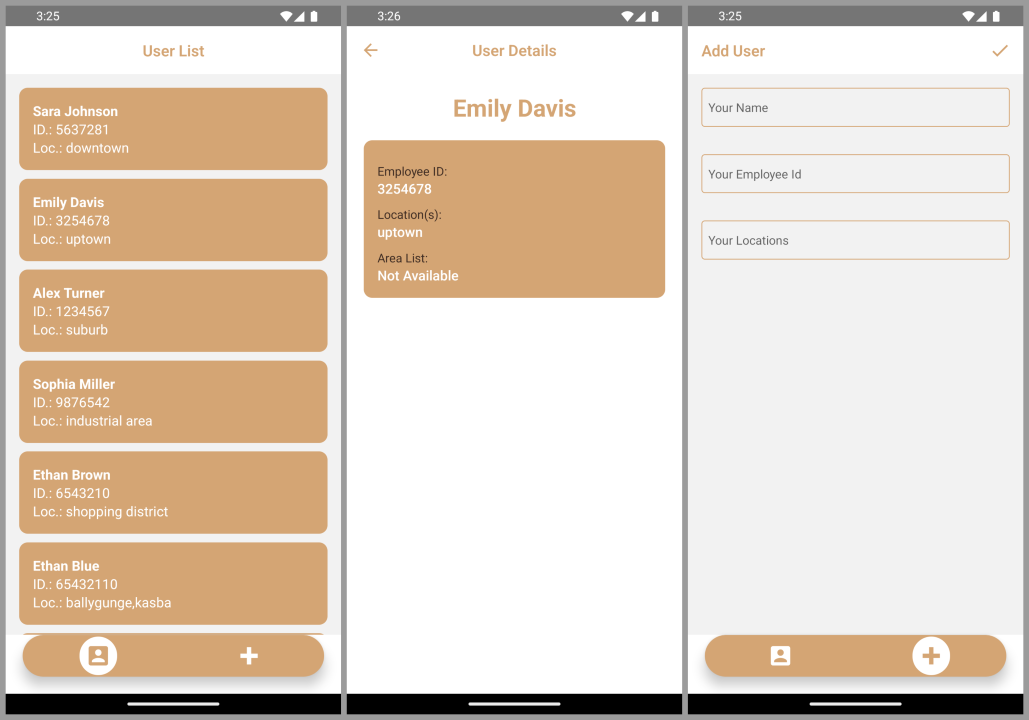 3:25
User List
Sara Johnson
ID.: 5637281
Loc.: downtown
Emily Davis
ID.: 3254678
Loc.: uptown
Alex Turner
ID.: 1234567
Loc.: suburb
Sophia Miller
ID.: 9876542
Loc.: industrial area
Ethan Brown
ID.: 6543210
Loc.: shopping district
Ethan Blue
ID.: 65432110
Loc.: ballygunge,kasba
3:26
User Details
Emily Davis
Employee ID:
3254678
Location(s):
uptown
Area List:
Not Available
3:25
Add User
Your Name
Your Employee Id
Your Locations